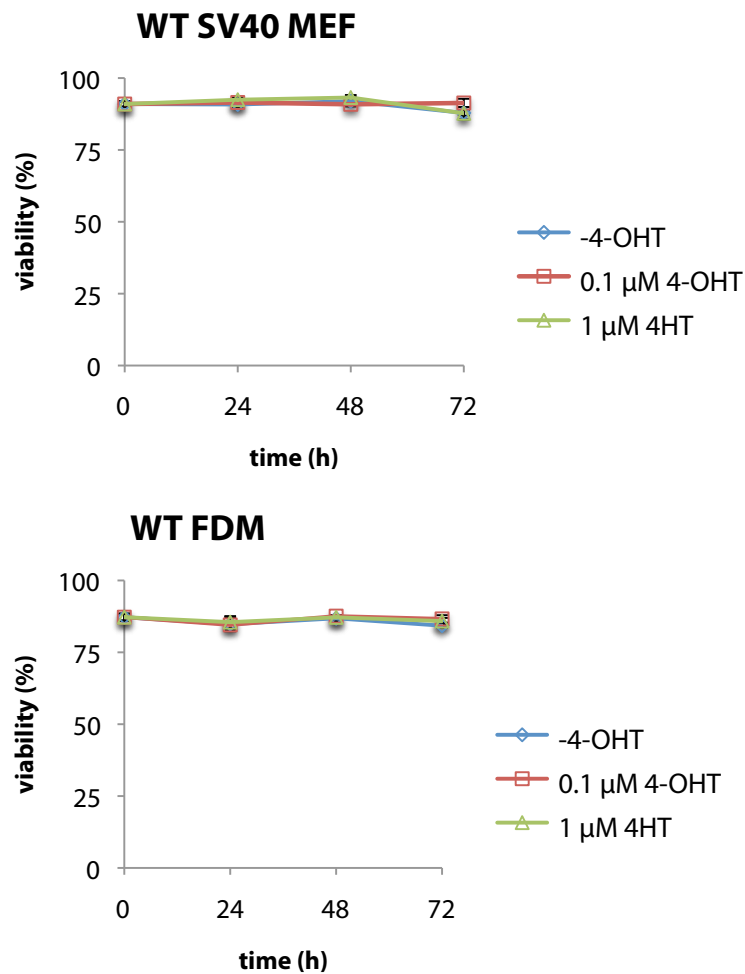 WT SV40 MEF
100
75
50
25
0
viability (%)
0 24 48 72
time (h)
-4-OHT
0.1 µM 4-OHT
1 µM 4HT
WT FDM
100
75
50
25
0
viability (%)
0 24 48 72
time (h)
-4-OHT
0.1 µM 4-OHT
1 µM 4HT